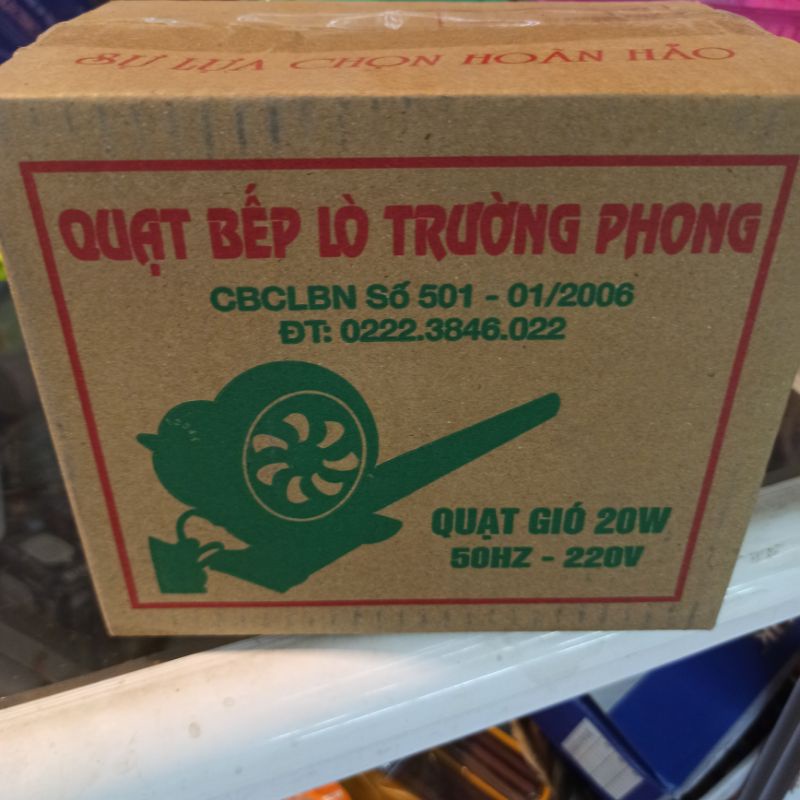 SỰ LỰA CHỌN HOÀN HẢO
QUẠT BẾP LÒ TRƯỜNG PHONG
CBCLBN Số 501 - 01/2006
ĐT: 0222.3846.022
QUẠT GIÓ 20W
50HZ - 220V